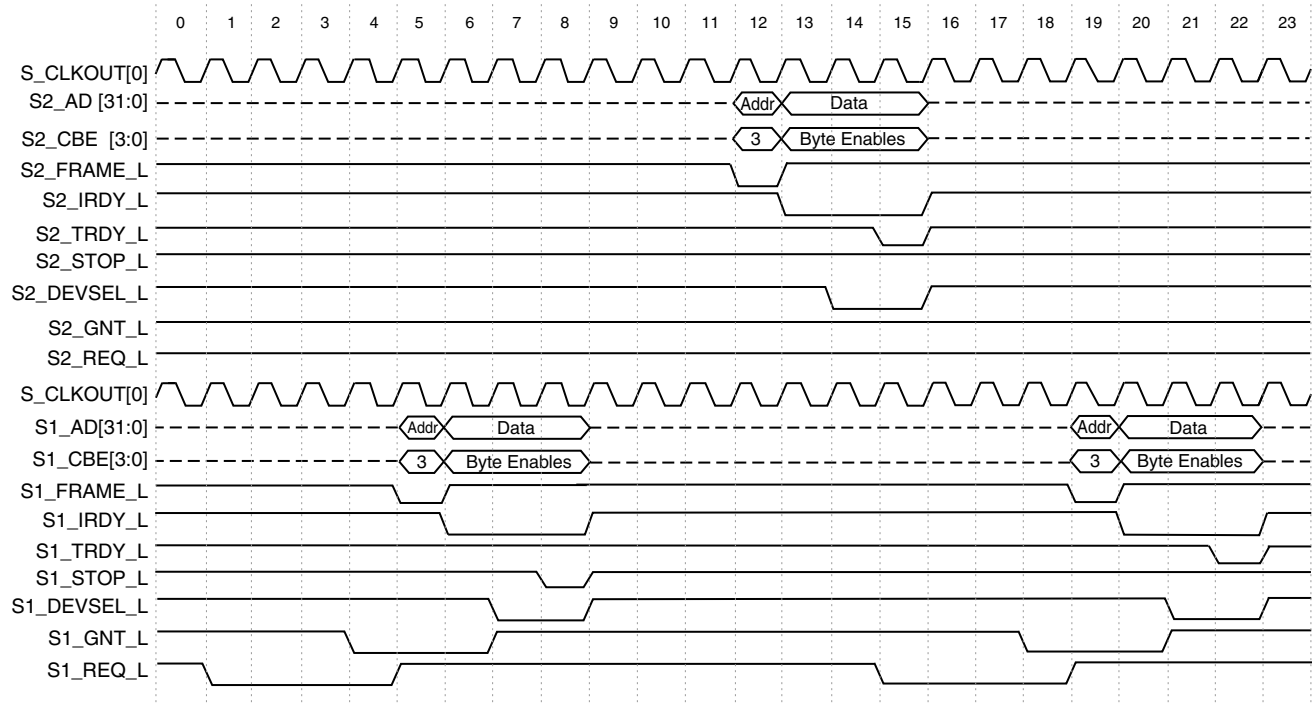 0 1 2 3 4 5 6 7 8 9 10 11 12 13 14 15 16 17 18 19 20 21 22 23
S_CLKOUT[0]
S2_AD [31:0] Addr Data
S2_CBE [3:0] 3 Byte Enables
S2_FRAME_L
S2_IRDY_L
S2_TRDY_L
S2_STOP_L
S2_DEVSEL_L
S2_GNT_L
S2_REQ_L
S_CLKOUT[0]
S1_AD[31:0] Addr Data Addr Data
S1_CBE[3:0] 3 Byte Enables 3 Byte Enables
S1_FRAME_L
S1_IRDY_L
S1_TRDY_L
S1_STOP_L
S1_DEVSEL_L
S1_GNT_L
S1_REQ_L